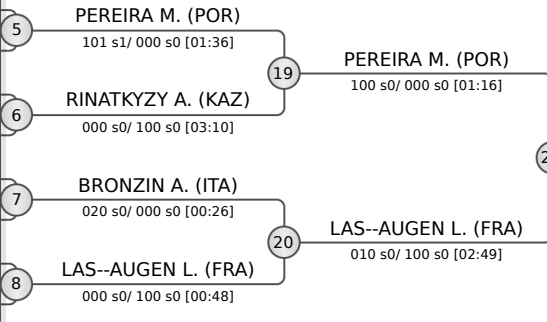 5
PEREIRA M. (POR)
101 s1/ 000 s0 [01:36]
19
PEREIRA M. (POR)
100 s0/ 000 s0 [01:16]
6
RINATKYZY A. (KAZ)
000 s0/ 100 s0 [03:10]
7
BRONZIN A. (ITA)
020 s0/ 000 s0 [00:26]
20
LAS--AUGEN L. (FRA)
010 s0/ 100 s0 [02:49]
8
LAS--AUGEN L. (FRA)
000 s0/ 100 s0 [00:48]